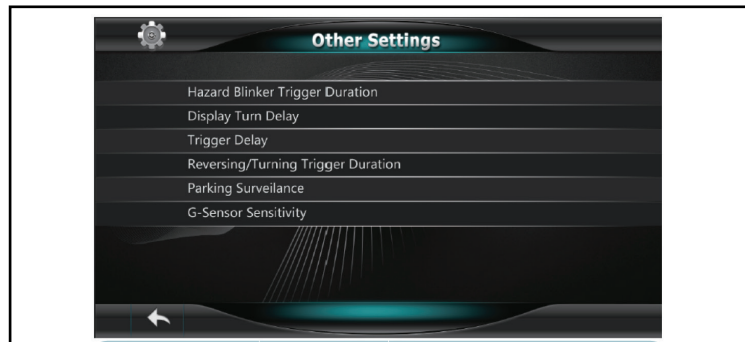 Other Settings
Hazard Blinker Trigger Duration
Display Turn Delay
Trigger Delay
Reversing/Turning Trigger Duration
Parking Surveilance
G-Sensor Sensitivity